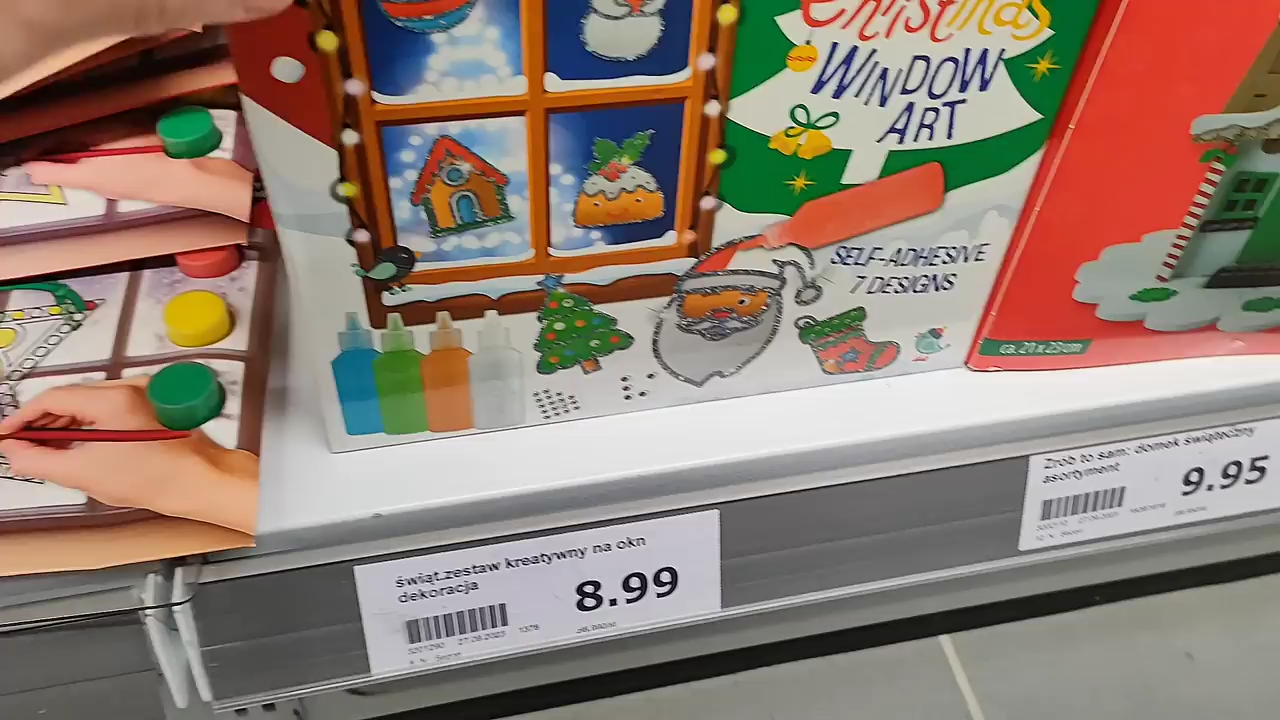 Christmas
WINDOW
ART
SELF-ADHESIVE
7 DESIGNS
ca. 21 x 23 cm
świąt.zestaw kreatywny na okn
dekoracja
8.99
Zrób to sam: domek świąteczny
asortyment
9.95